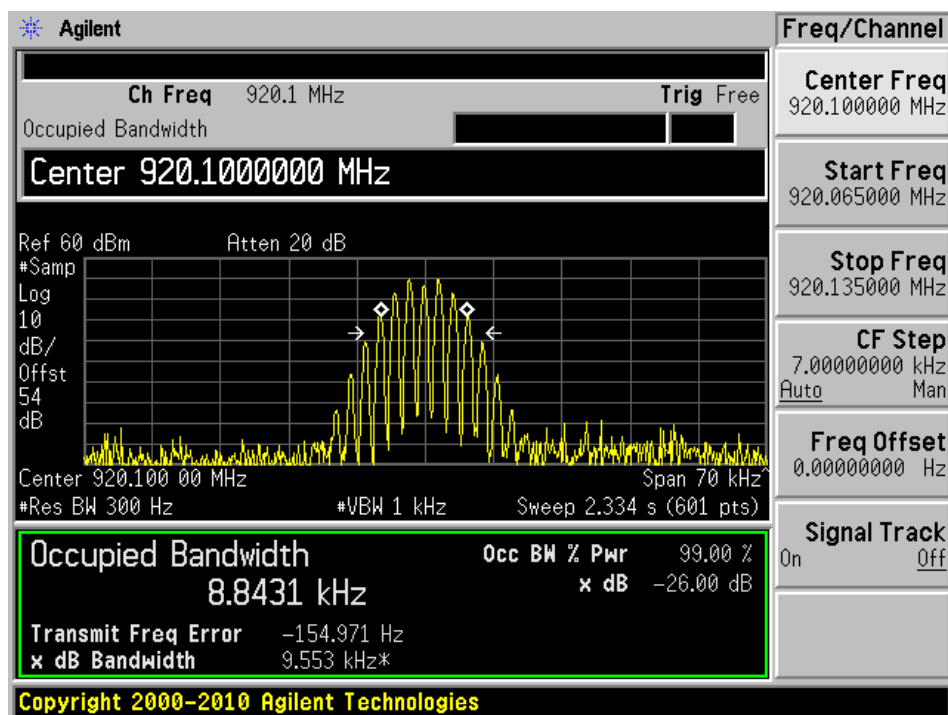 Agilent
Freq/Channel
Ch Freq 920.1 MHz Trig Free
Occupied Bandwidth
Center 920.1000000 MHz
Ref 60 dBm Atten 20 dB
#Samp
Log
10
dB/
Offst
54
dB
Center 920.100 00 MHz Span 70 kHz^
#Res BW 300 Hz #VBW 1 kHz Sweep 2.334 s (601 pts)
Occupied Bandwidth Occ BW % Pwr 99.00 %
8.8431 kHz x dB -26.00 dB
Transmit Freq Error -154.971 Hz
x dB Bandwidth 9.553 kHz*
Copyright 2000-2010 Agilent Technologies
Center Freq
920.100000 MHz
Start Freq
920.065000 MHz
Stop Freq
920.135000 MHz
CF Step
7.00000000 kHz
Auto Man
Freq Offset
0.00000000 Hz
Signal Track
On Off